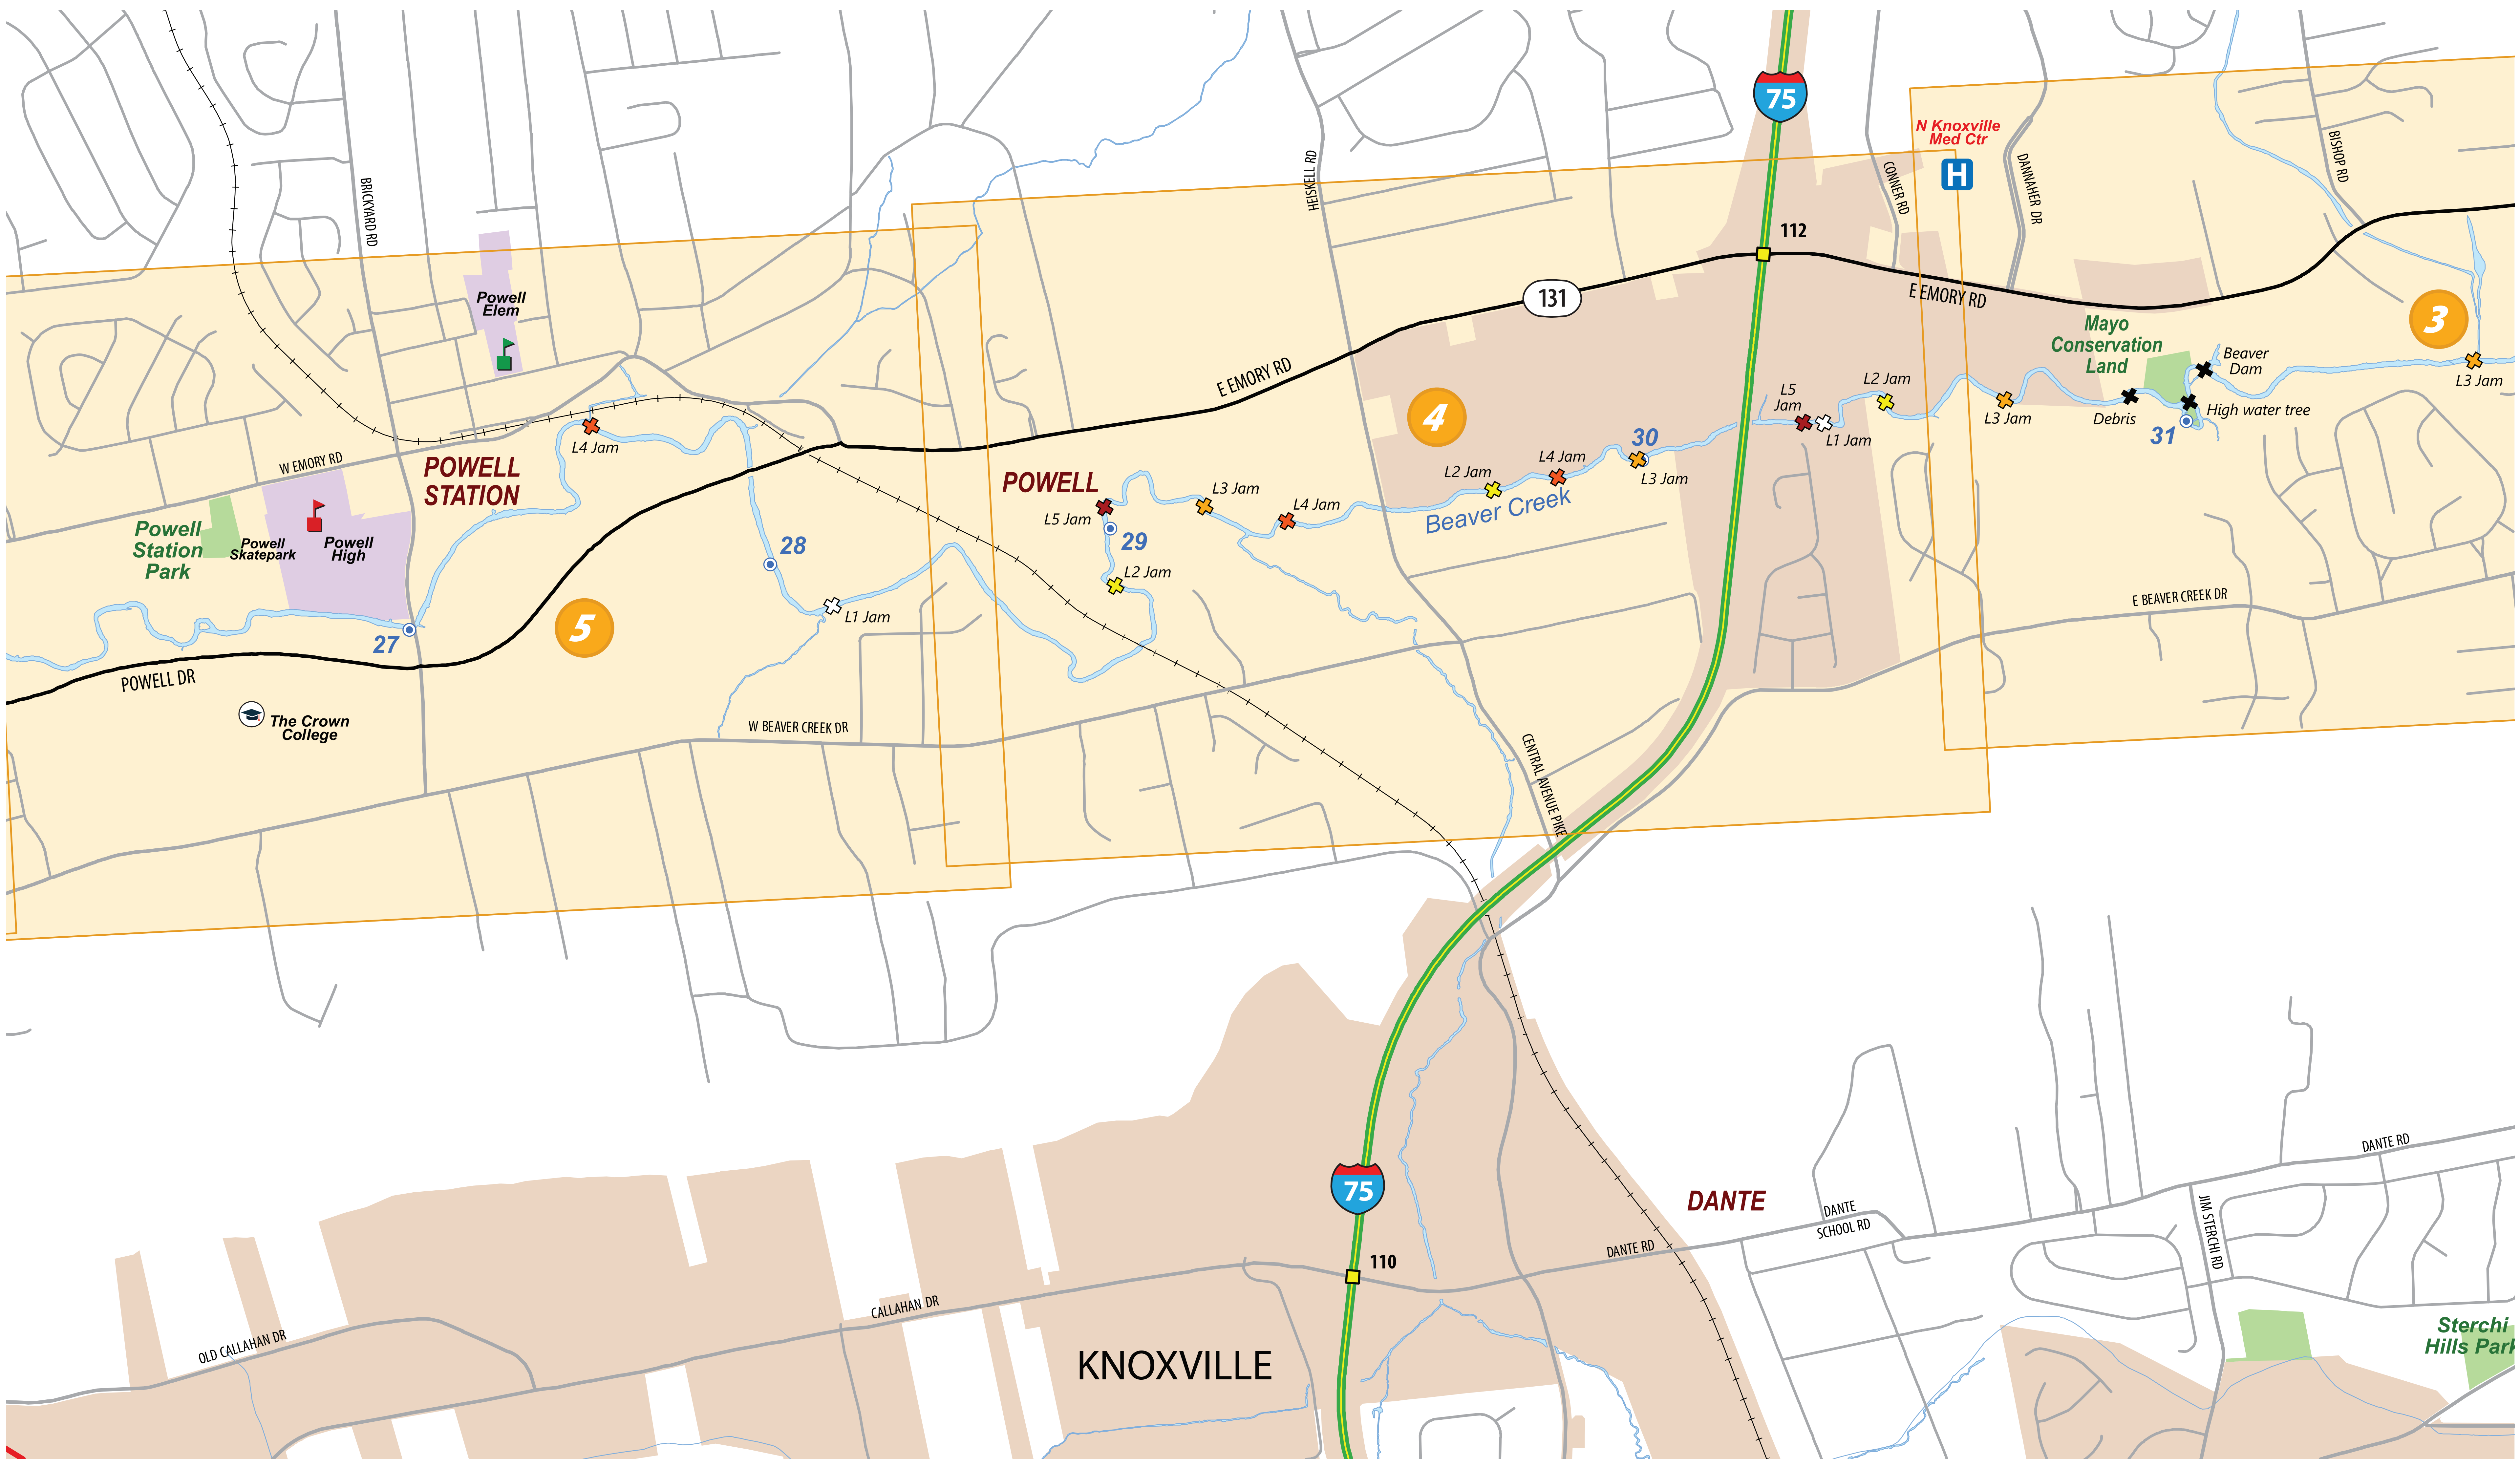 75
N Knoxville
Med Ctr
H
HEISKELL RD
CONNER RD
DANNAHER DR
BISHOP RD
BRICKYARD RD
112
Powell
Elem
131
E EMORY RD
E EMORY RD
3
Mayo
Conservation
Land
Beaver
Dam
L3 Jam
L2 Jam
L5
Jam
L1 Jam
L3 Jam
Debris
High water tree
31
4
30
L3 Jam
L4 Jam
L2 Jam
Beaver Creek
L4 Jam
W EMORY RD
POWELL
STATION
POWELL
L3 Jam
L4 Jam
L5 Jam
29
L2 Jam
Powell
Station
Park
Powell
Skatepark
Powell
High
28
L1 Jam
27
5
E BEAVER CREEK DR
POWELL DR
The Crown
College
W BEAVER CREEK DR
CENTRAL AVENUE PIKE
75
DANTE
DANTE RD
DANTE
SCHOOL RD
DANTE RD
JIM STERCHI RD
110
CALLAHAN DR
OLD CALLAHAN DR
KNOXVILLE
Sterchi
Hills Park